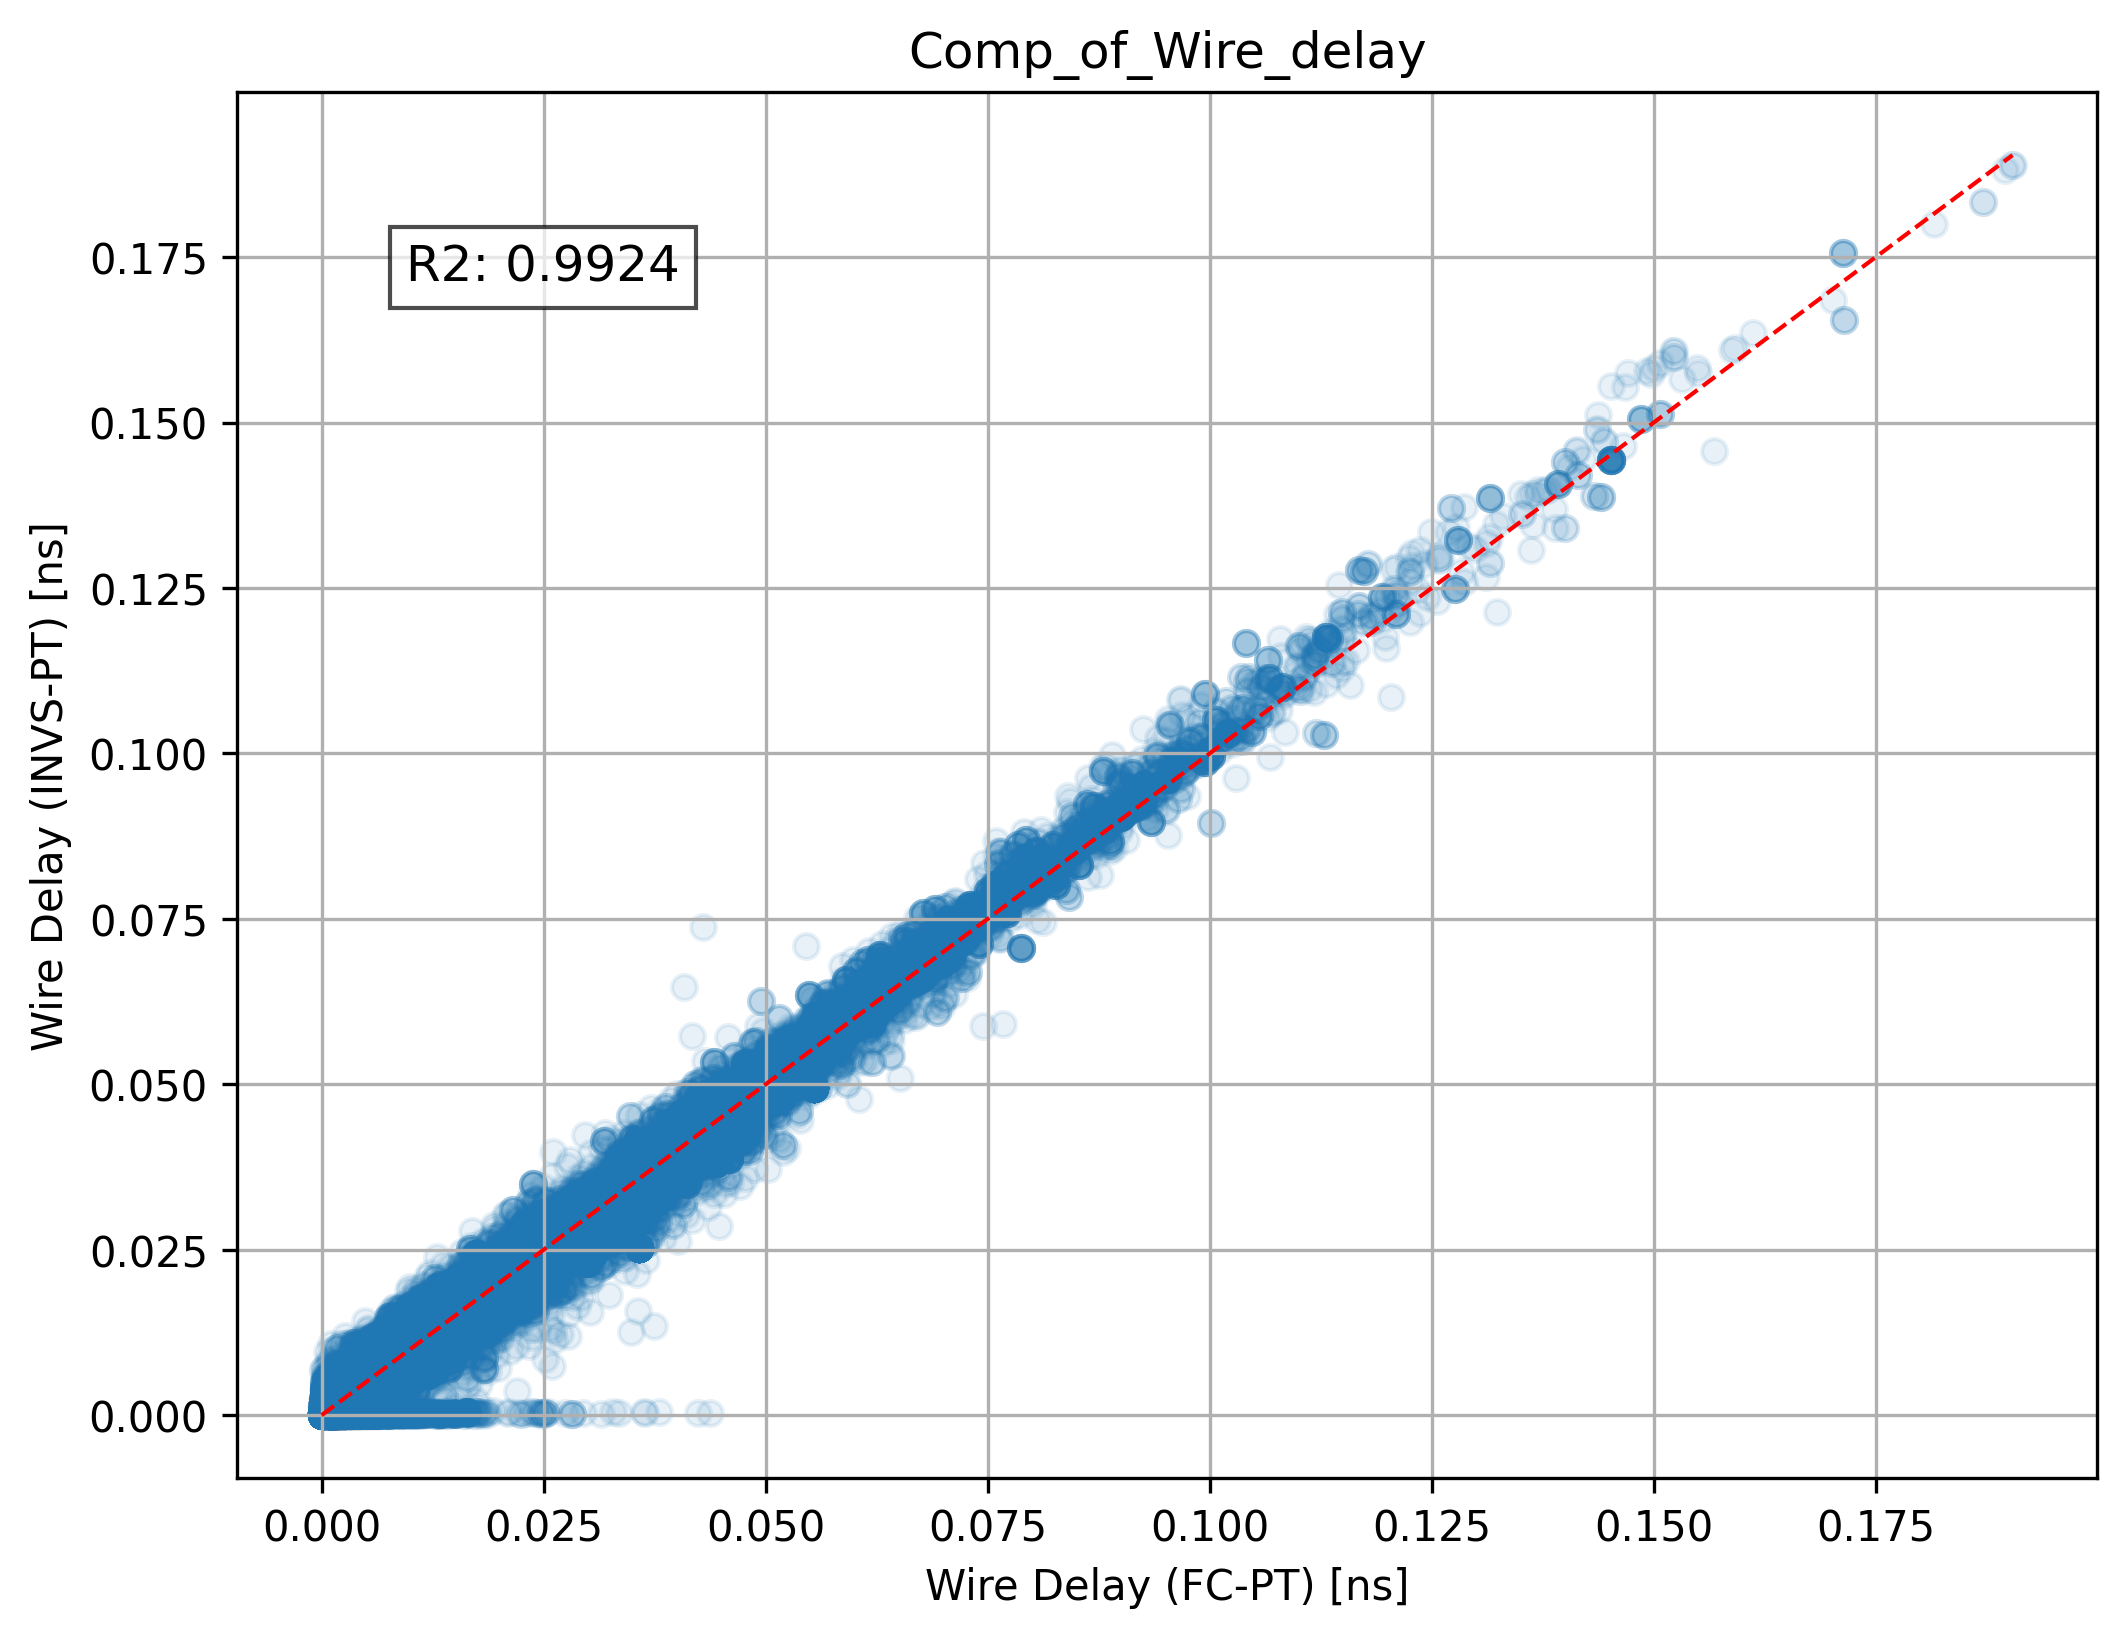 Comp_of_Wire_delay
R2: 0.9924
Wire Delay (INVS-PT) [ns]
0.175
0.150
0.125
0.100
0.075
0.050
0.025
0.000
0.000 0.025 0.050 0.075 0.100 0.125 0.150 0.175
Wire Delay (FC-PT) [ns]